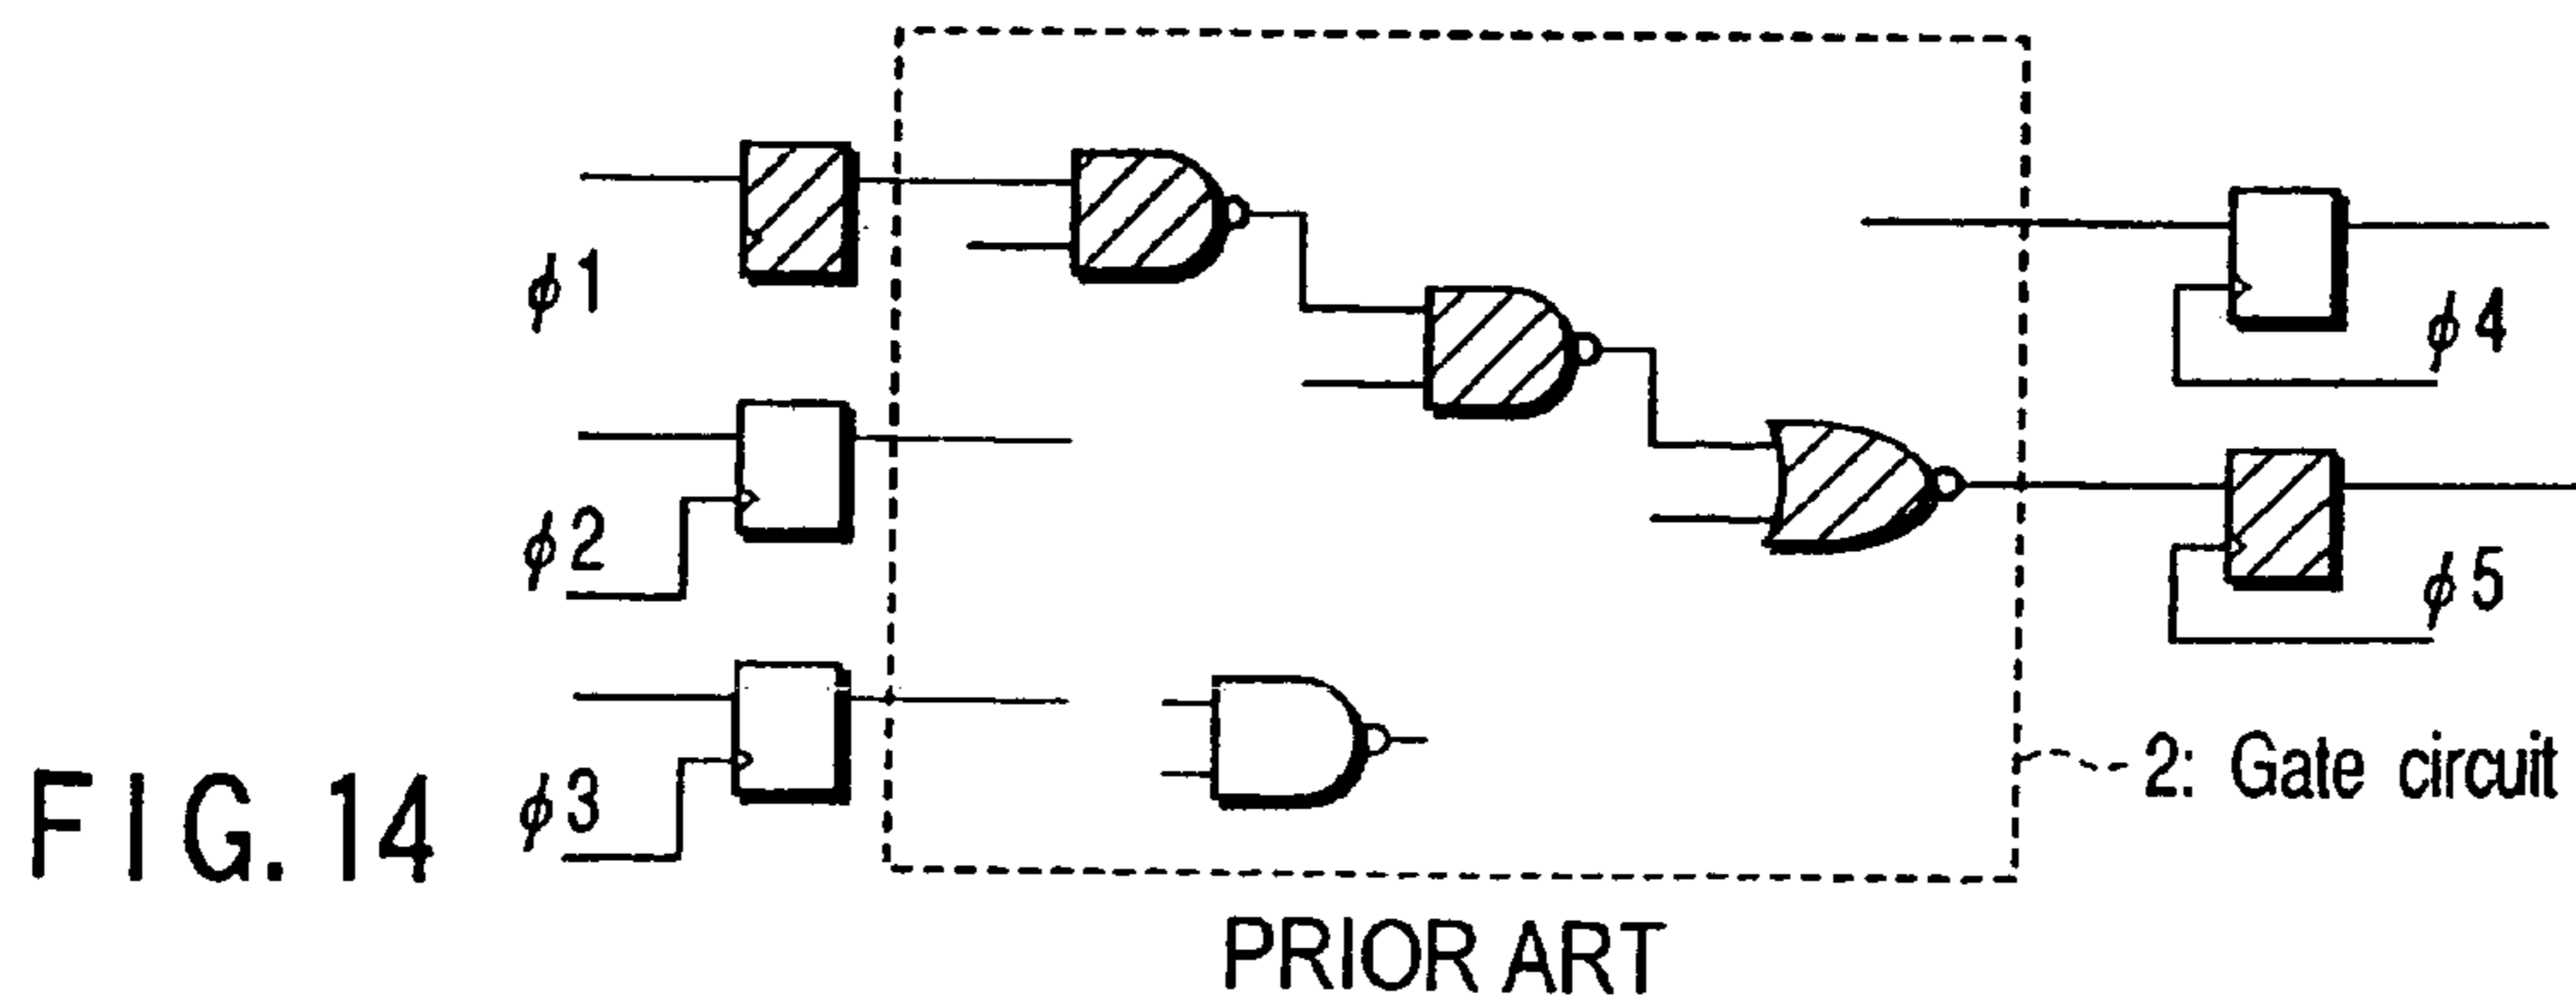 φ1
φ2
φ3
φ4
φ5
2: Gate circuit
FIG. 14
PRIOR ART